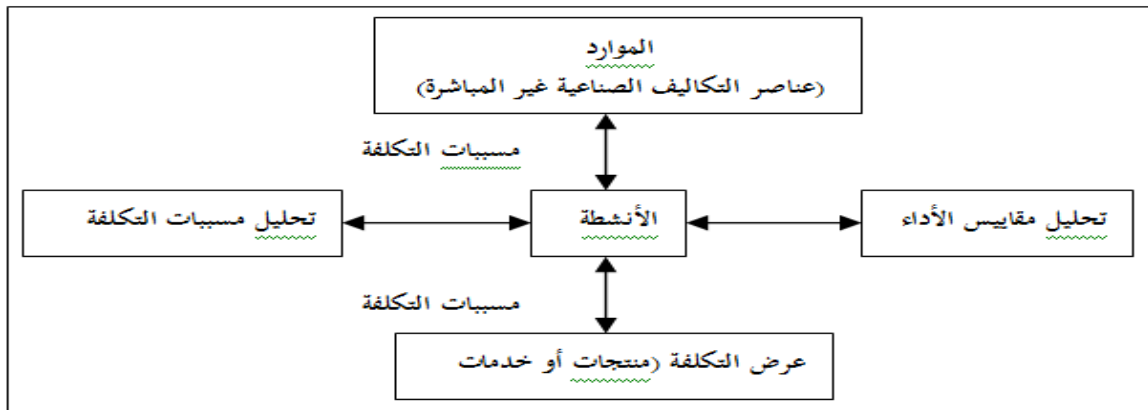 الموارد
(عناصر التكاليف الصناعية غير المباشرة)
مسببات التكلفة
تحليل مقاييس الأداء
الأنشطة
تحليل مسببات التكلفة
مسببات التكلفة
عرض التكلفة (منتجات أو خدمات